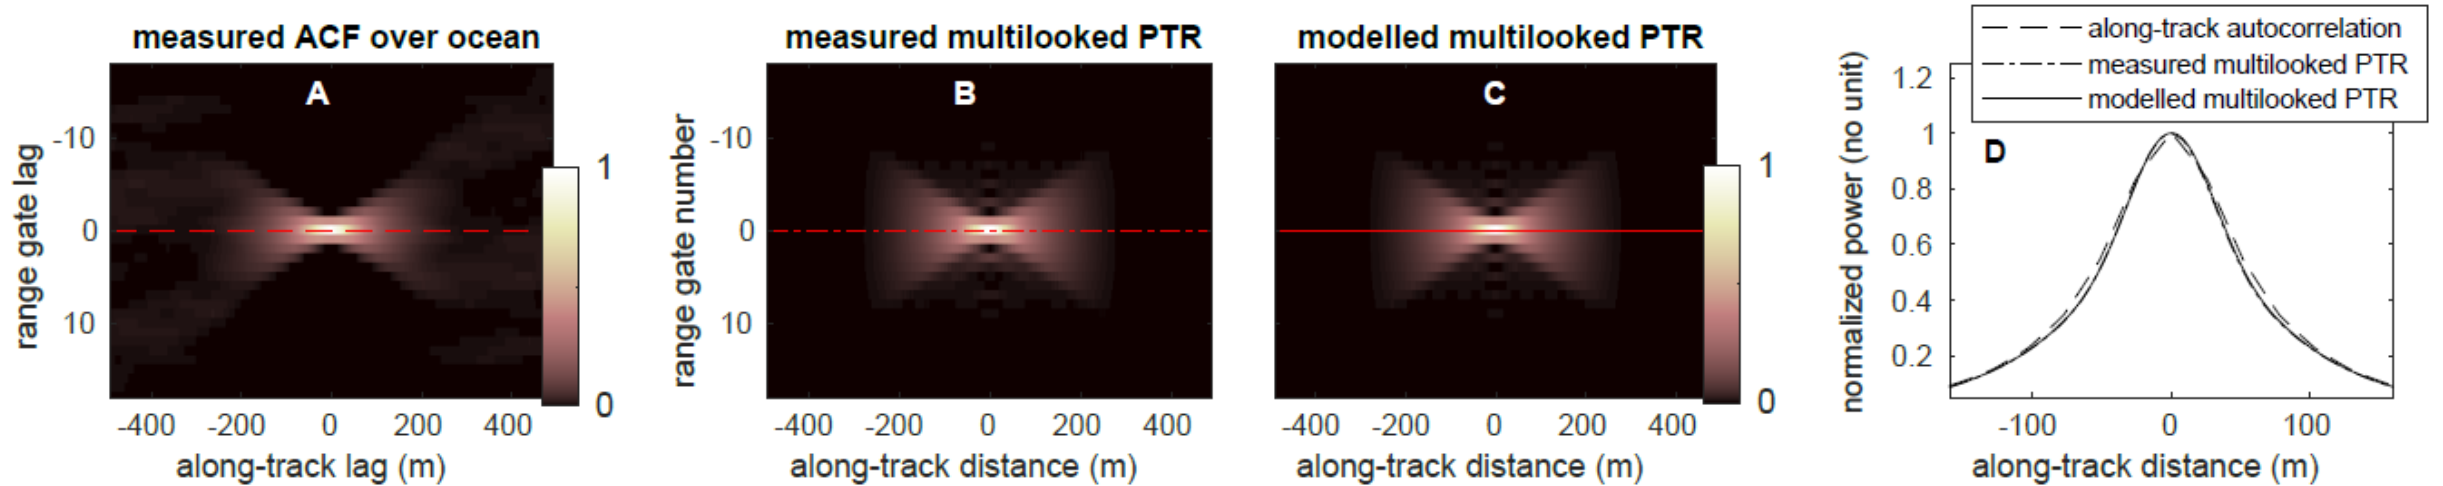 measured ACF over ocean
A
range gate lag
-10
0
10
-400 -200 0 200 400
along-track lag (m)
1
0
measured multilooked PTR
B
range gate number
-10
0
10
-400 -200 0 200 400
along-track distance (m)
modelled multilooked PTR
C
-400 -200 0 200 400
along-track distance (m)
1
0
along-track autocorrelation
measured multilooked PTR
modelled multilooked PTR
D
normalized power (no unit)
1.2
1
0.8
0.6
0.4
0.2
-100 0 100
along-track distance (m)